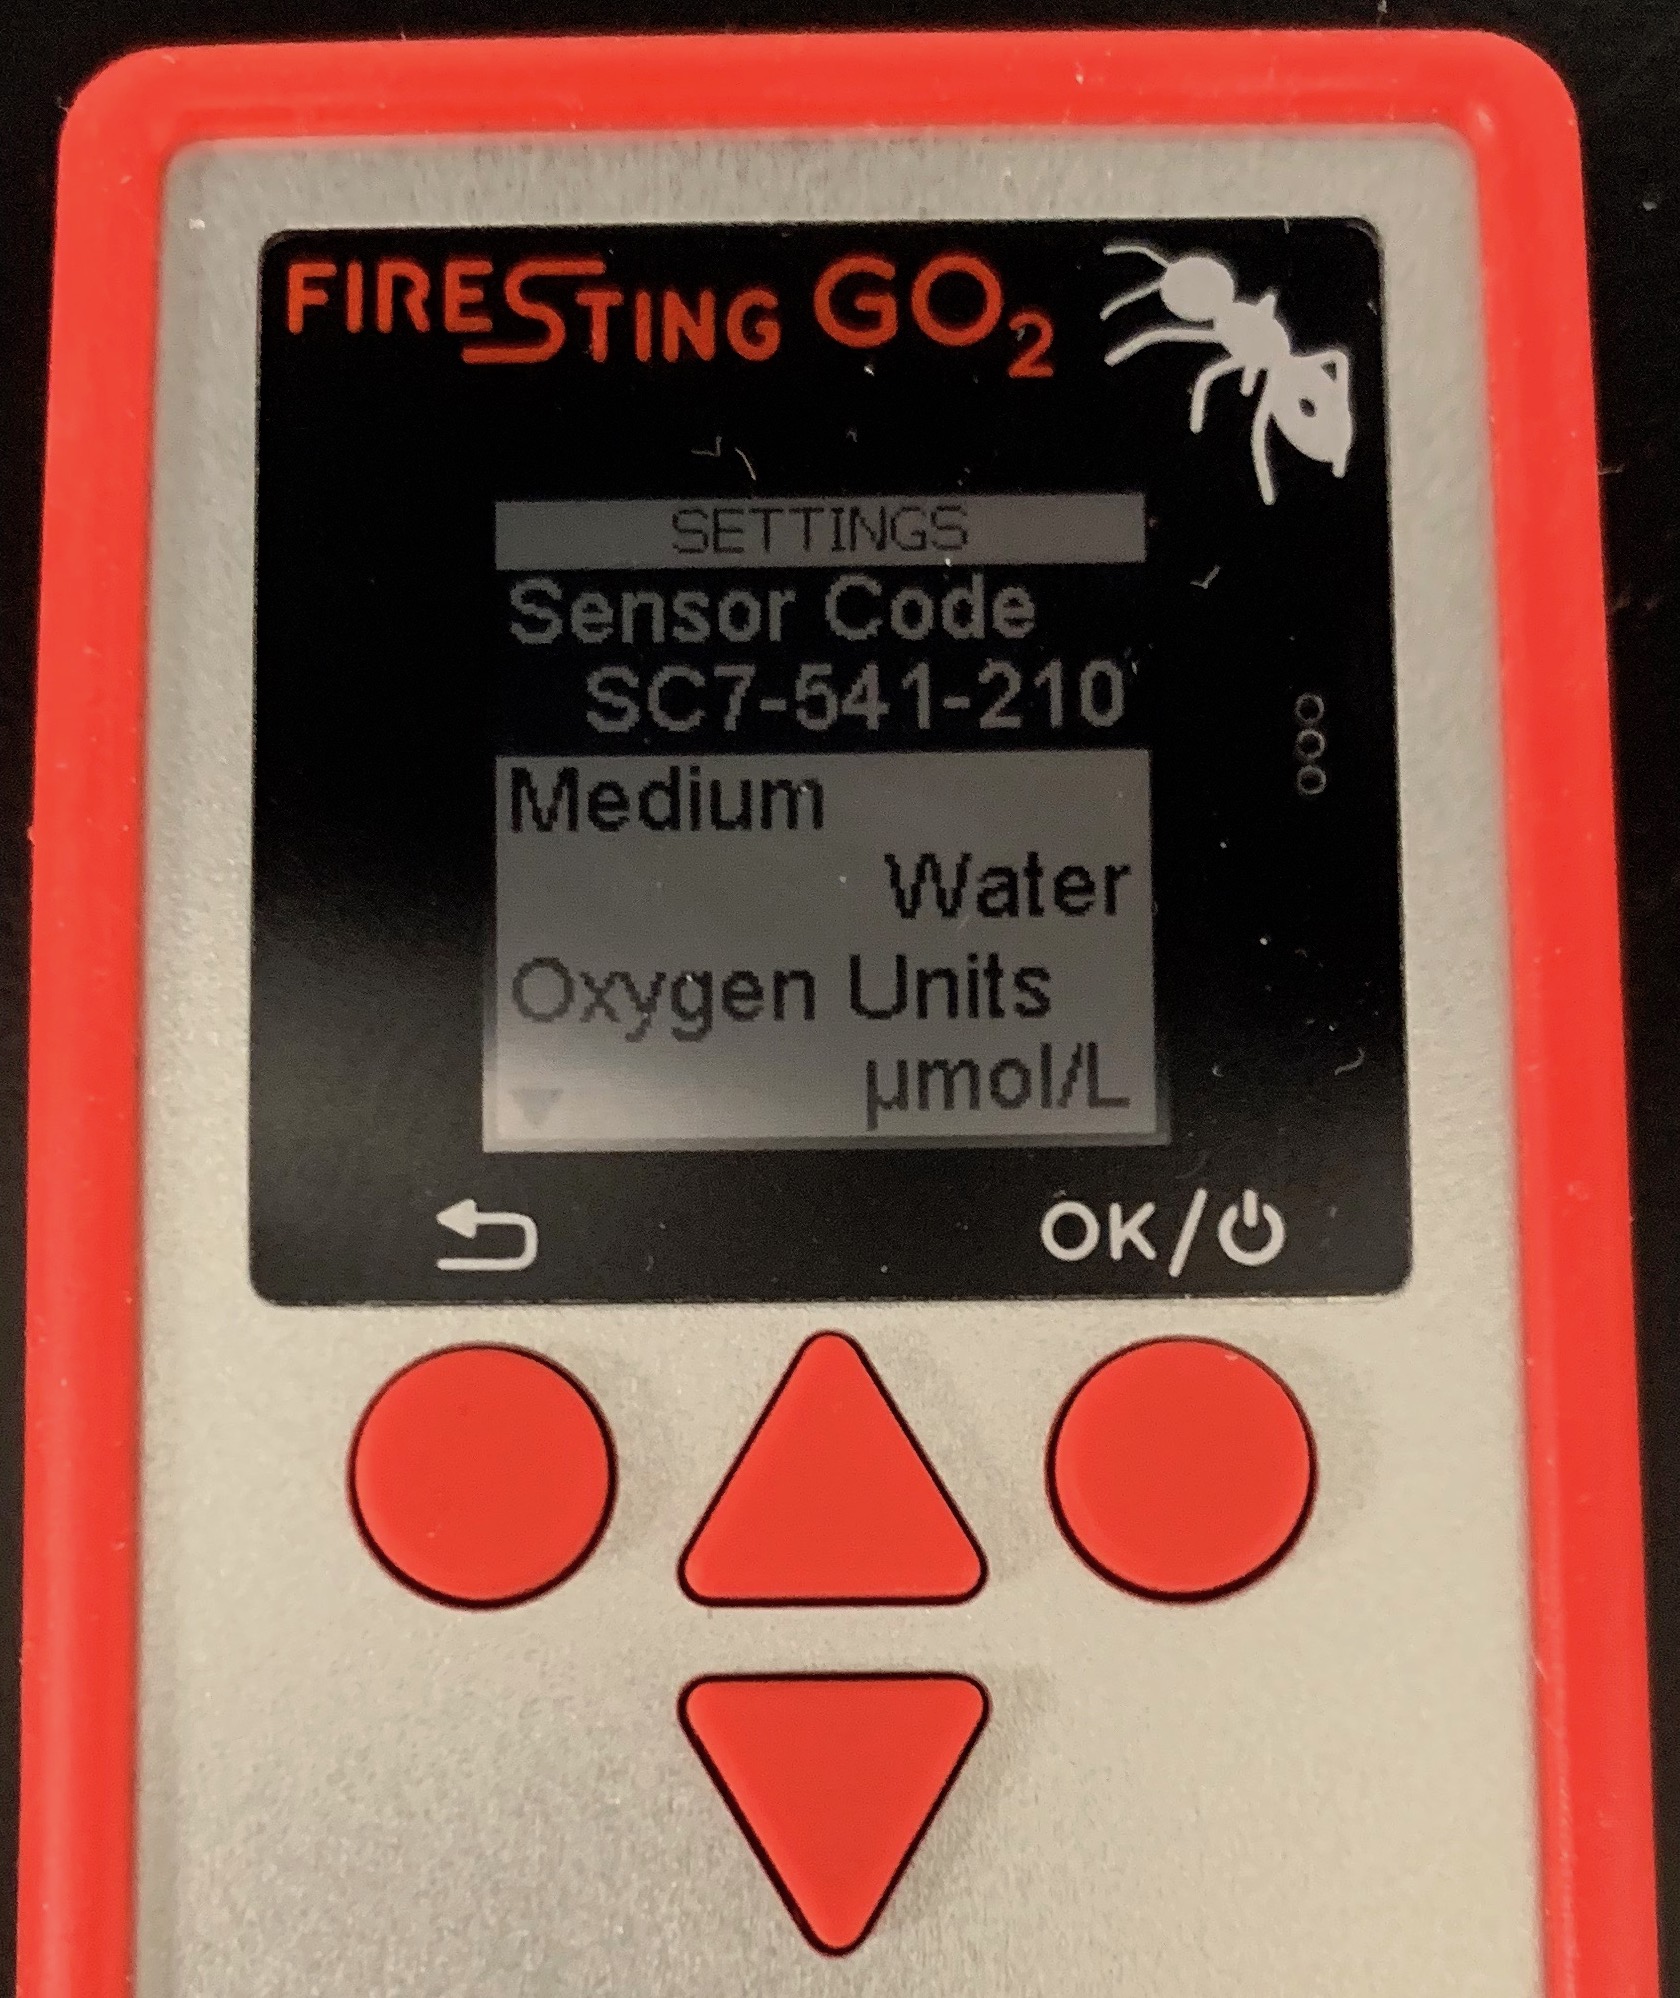 FIRESTING GO₂
SETTINGS
Sensor Code
SC7-541-210
Medium
Water
Oxygen Units
µmol/L
OK/